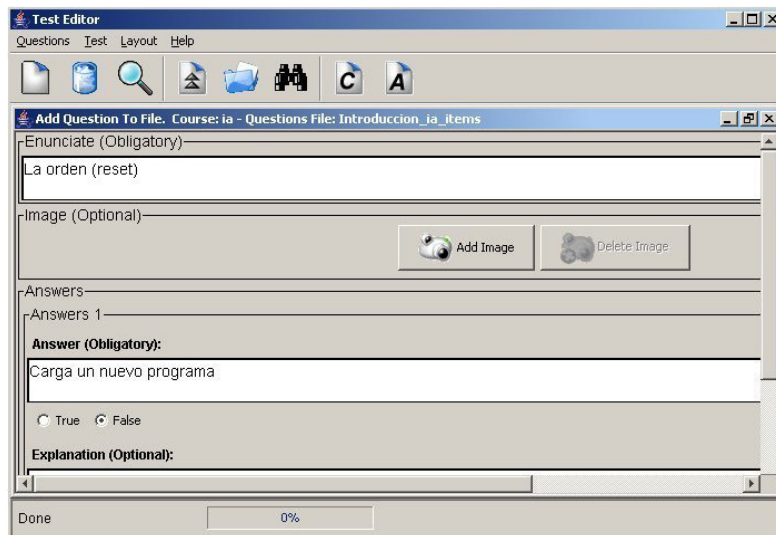 Test Editor
Questions Test Layout Help
C A
Add Question To File. Course: ia - Questions File: Introduccion_ia_items
Enunciate (Obligatory)
La orden (reset)
Image (Optional)
Add Image Delete Image
Answers
Answers 1
Answer (Obligatory):
Carga un nuevo programa
True False
Explanation (Optional):
Done 0%